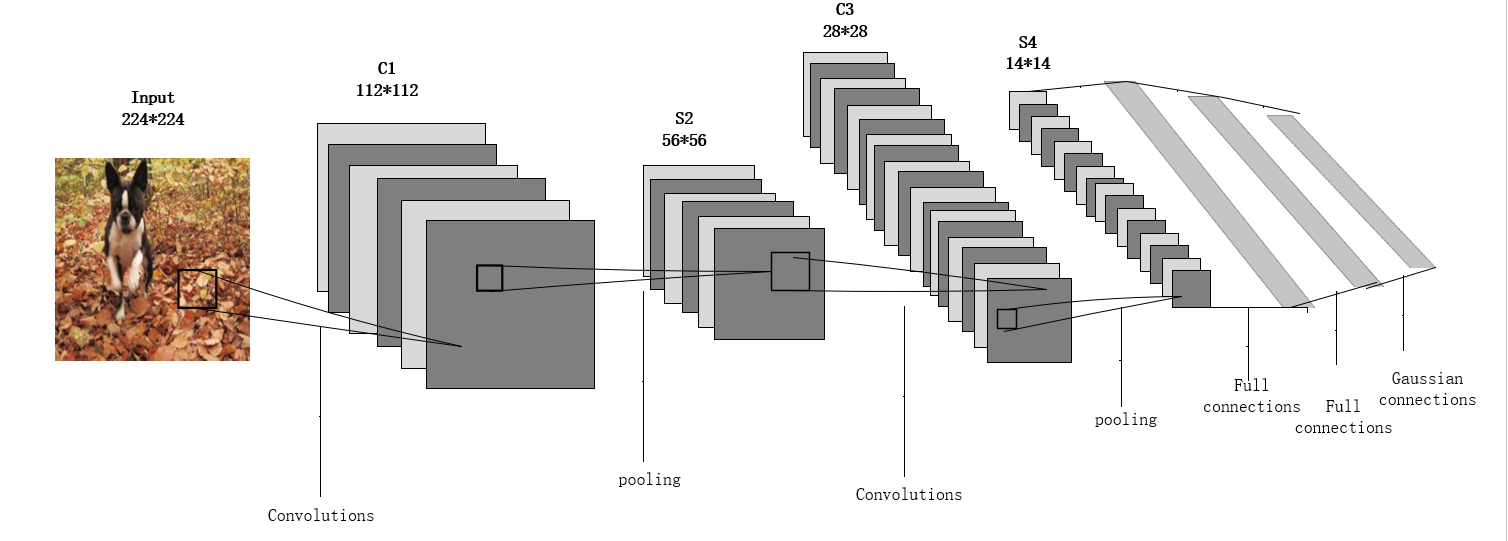 Input
224*224
C1
112*112
S2
56*56
C3
28*28
S4
14*14
Convolutions
pooling
Convolutions
pooling
Full
connections
Full
connections
Gaussian
connections